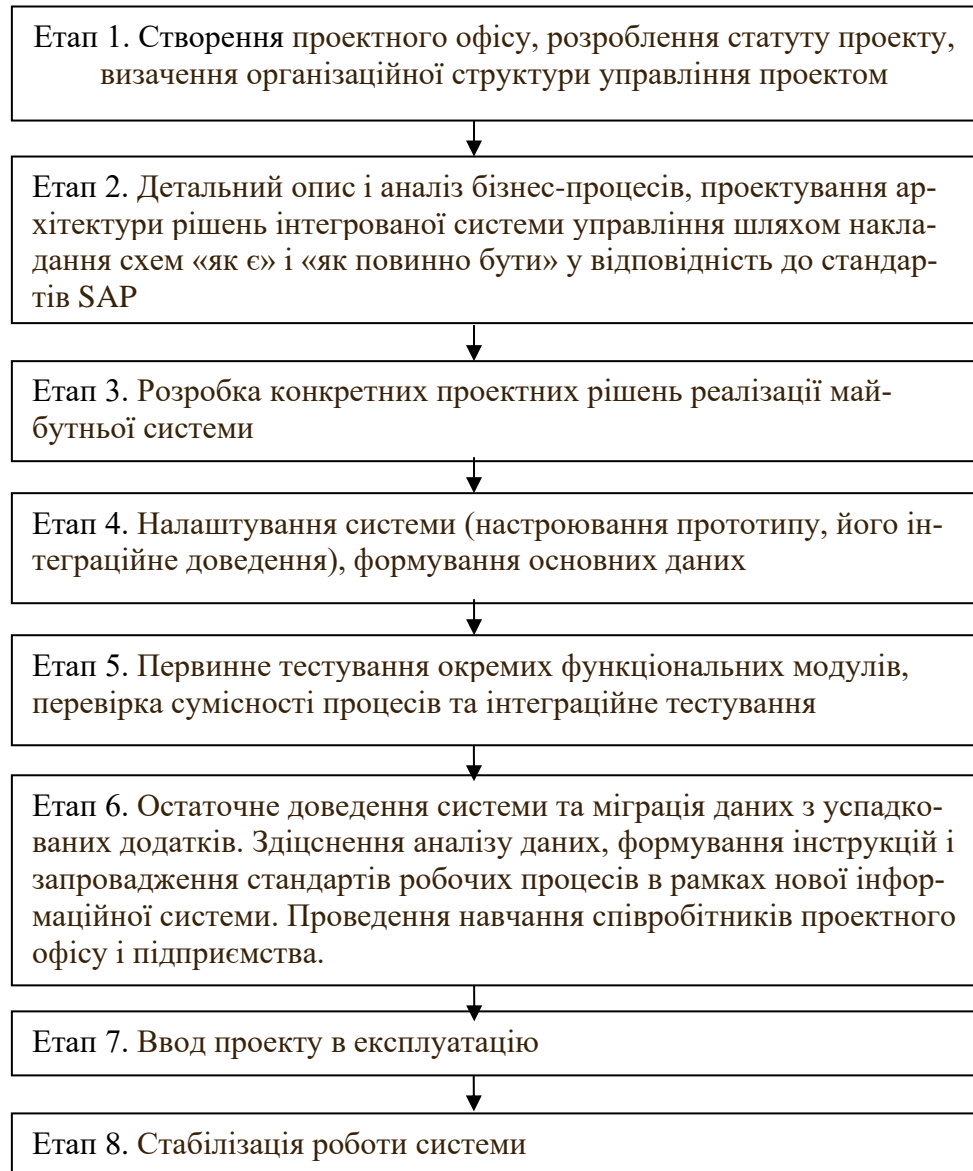 Етап 1. Створення проектного офісу, розроблення статуту проекту,
визачення організаційної структури управління проектом
Етап 2. Детальний опис і аналіз бізнес-процесів, проектування ар-
хітектури рішень інтегрованої системи управління шляхом накла-
дання схем «як є» і «як повинно бути» у відповідність до стандар-
тів SAP
Етап 3. Розробка конкретних проектних рішень реалізації май-
бутньої системи
Етап 4. Налаштування системи (настроювання прототипу, його ін-
теграційне доведення), формування основних даних
Етап 5. Первинне тестування окремих функціональних модулів,
перевірка сумісності процесів та інтеграційне тестування
Етап 6. Остаточне доведення системи та міграція даних з успадко-
ваних додатків. Здіцснення аналізу даних, формування інструкцій і
запровадження стандартів робочих процесів в рамках нової інфор-
маційної системи. Проведення навчання співробітників проектного
офісу і підприємства.
Етап 7. Ввод проекту в експлуатацію
Етап 8. Стабілізація роботи системи